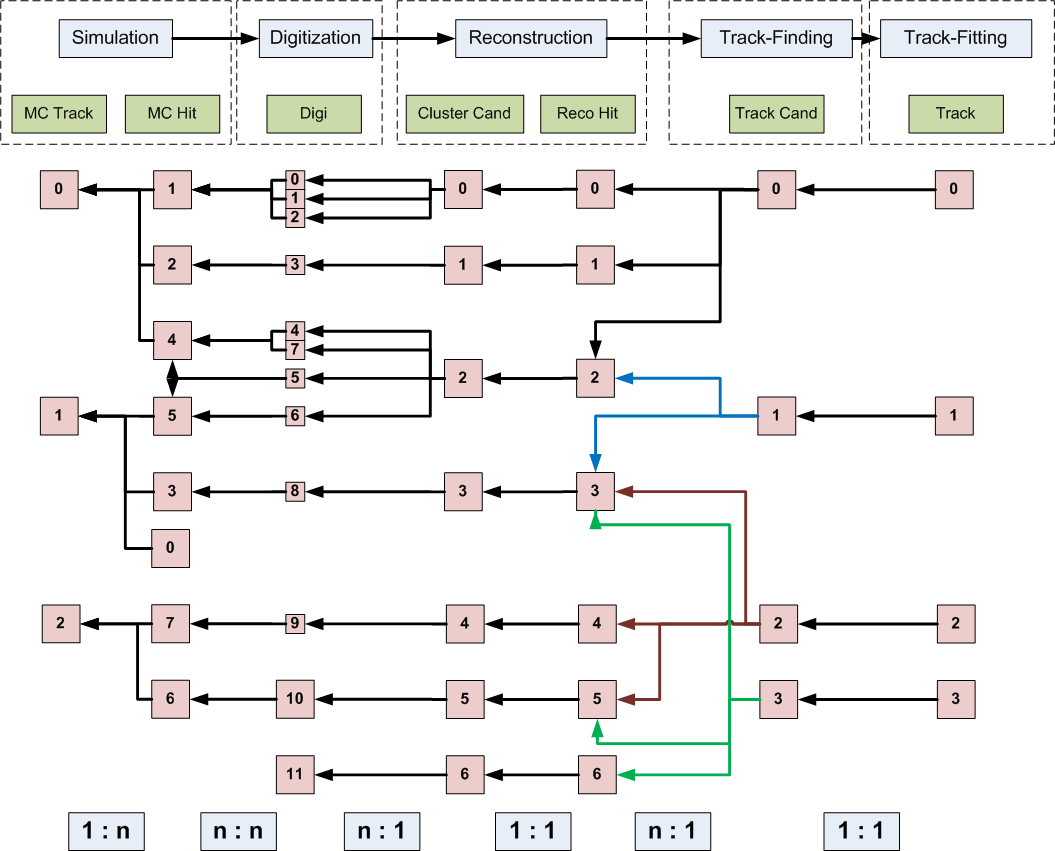 Simulation Digitization Reconstruction Track-Finding Track-Fitting
MC Track MC Hit Digi Cluster Cand Reco Hit Track Cand Track
0 1 0 0 0 0 0
1
2
2 3 1 1
4 4
7
5 2 2
1 5 6 1 1
3 8 3 3
0
2 7 9 4 4 2 2
6 10 5 5 3 3
11 6 6
1 : n n : n n : 1 1 : 1 n : 1 1 : 1